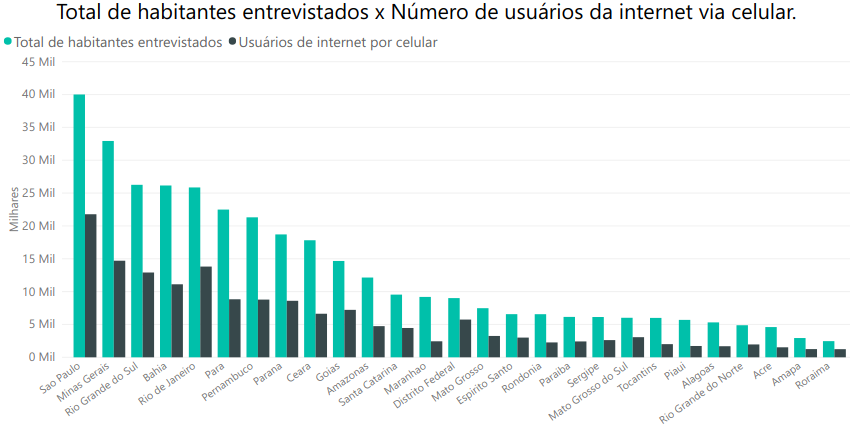 Total de habitantes entrevistados x Número de usuários da internet via celular.
Total de habitantes entrevistados Usuários de internet por celular
45 Mil
40 Mil
35 Mil
30 Mil
25 Mil
20 Mil
15 Mil
10 Mil
5 Mil
0 Mil
Milhares
Sao Paulo
Minas Gerais
Rio Grande do Sul
Bahia
Rio de Janeiro
Para
Pernambuco
Parana
Ceara
Goias
Amazonas
Santa Catarina
Maranhao
Distrito Federal
Mato Grosso
Espirito Santo
Rondonia
Paraiba
Sergipe
Mato Grosso do Sul
Tocantins
Piaui
Alagoas
Rio Grande do Norte
Acre
Amapa
Roraima